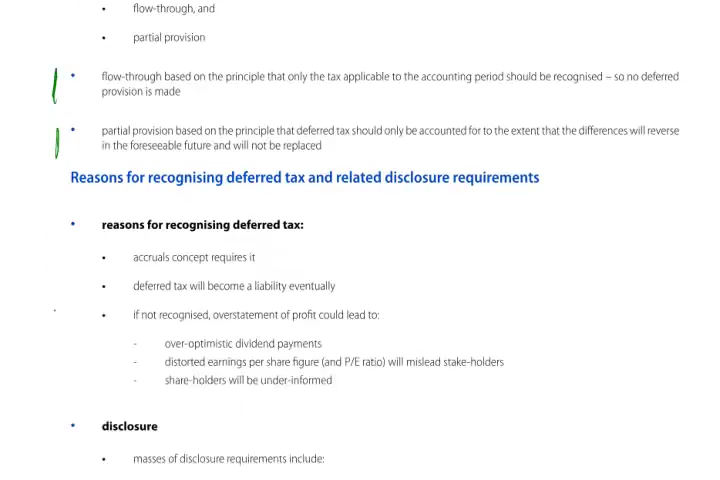 • flow-through, and
• partial provision
• flow-through based on the principle that only the tax applicable to the accounting period should be recognised – so no deferred
provision is made
• partial provision based on the principle that deferred tax should only be accounted for to the extent that the differences will reverse
in the foreseeable future and will not be replaced
Reasons for recognising deferred tax and related disclosure requirements
• reasons for recognising deferred tax:
• accruals concept requires it
• deferred tax will become a liability eventually
• if not recognised, overstatement of profit could lead to:
- over-optimistic dividend payments
- distorted earnings per share figure (and P/E ratio) will mislead stake-holders
- share-holders will be under-informed
• disclosure
• masses of disclosure requirements include: